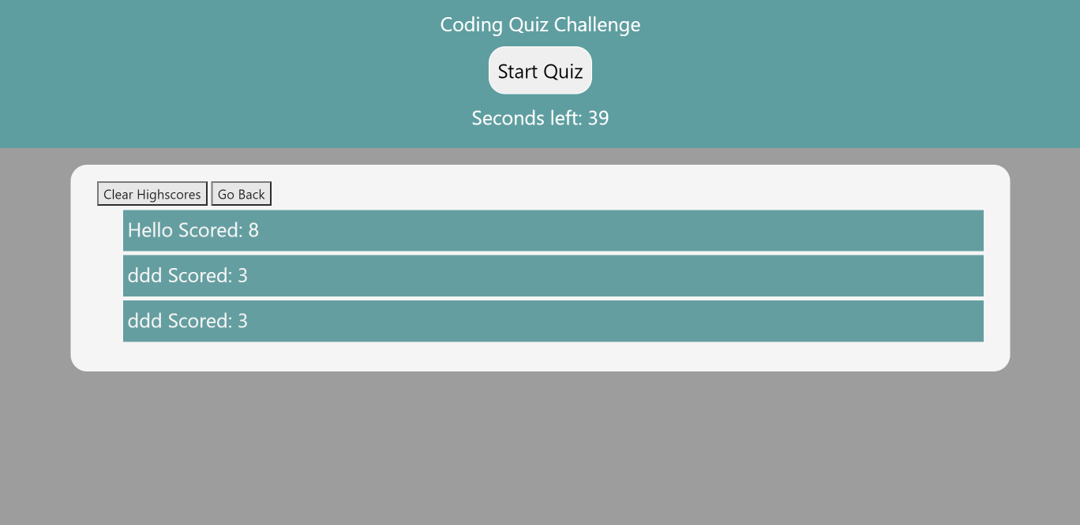 Coding Quiz Challenge
Start Quiz
Seconds left: 39
Clear Highscores Go Back
Hello Scored: 8
ddd Scored: 3
ddd Scored: 3